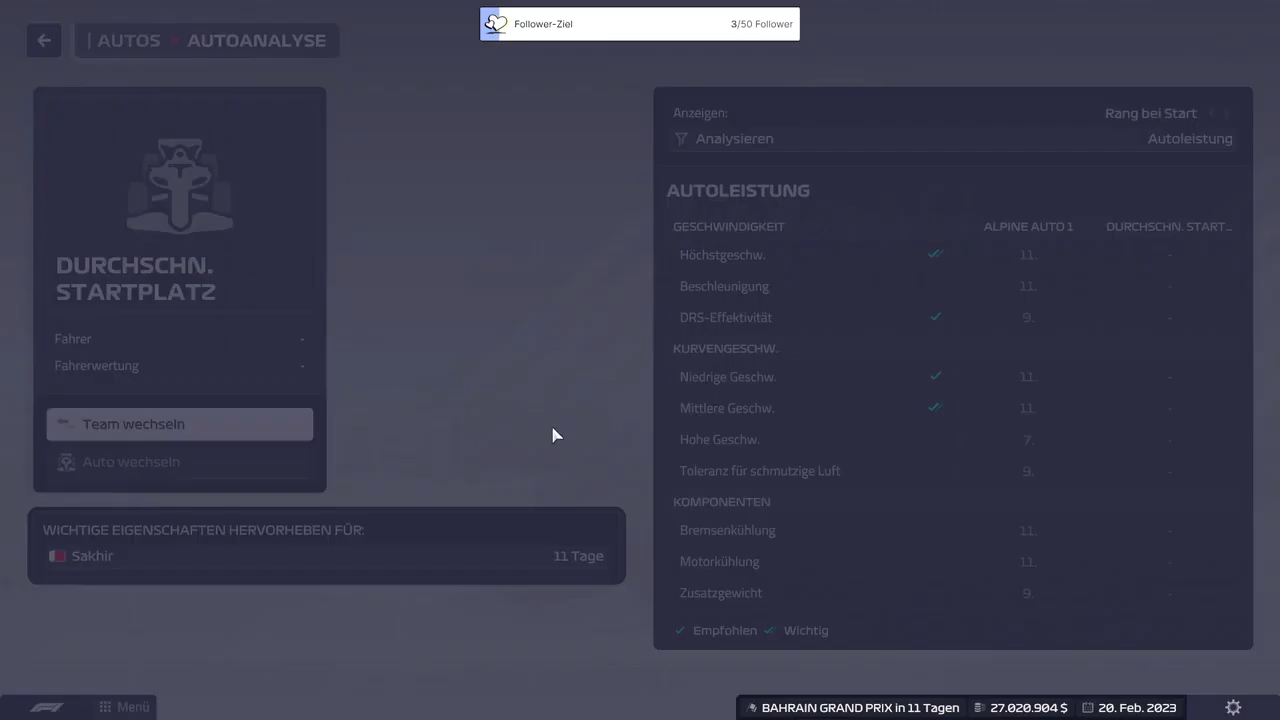 Follower-Ziel 3/50 Follower
AUTOS AUTOANALYSE
DURCHSCHN.
STARTPLATZ
Fahrer -
Fahrerwertung -
Team wechseln
Auto wechseln
WICHTIGE EIGENSCHAFTEN HERVORHEBEN FÜR:
Sakhir 11 Tage
Anzeigen: Rang bei Start
Analysieren Autoleistung
AUTOLEISTUNG
GESCHWINDIGKEIT ALPINE AUTO 1 DURCHSCHN. START...
Höchstgeschw. 11. -
Beschleunigung 11. -
DRS-Effektivität 9. -
KURVENGESCHW.
Niedrige Geschw. 11. -
Mittlere Geschw. 11. -
Hohe Geschw. 7. -
Toleranz für schmutzige Luft 9. -
KOMPONENTEN
Bremsenkühlung 11. -
Motorkühlung 11. -
Zusatzgewicht 9. -
Empfohlen Wichtig
Menü
BAHRAIN GRAND PRIX in 11 Tagen 27.020.904 $ 20. Feb. 2023